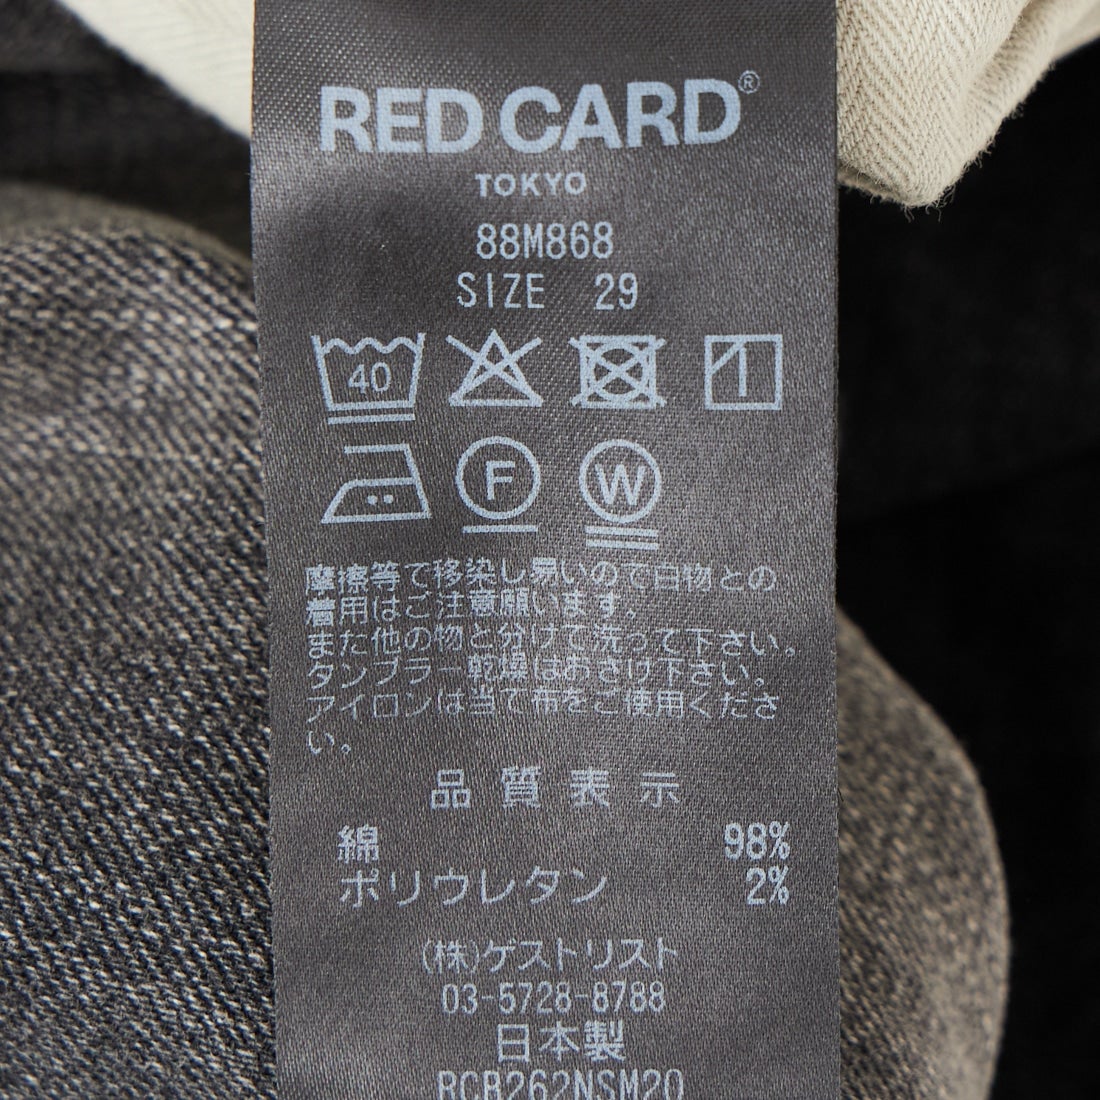 RED CARD®
TOKYO
88M868
SIZE 29
40
F W
摩擦等で移染し易いので白物との
着用はご注意願います。
また他の物と分けて洗って下さい。
タンブラー乾燥はおさけ下さい。
アイロンは当て布をご使用くださ
い。
品質表示
綿 98%
ポリウレタン 2%
(株)ゲストリスト
03-5728-8788
日本製
RCB262NSM20